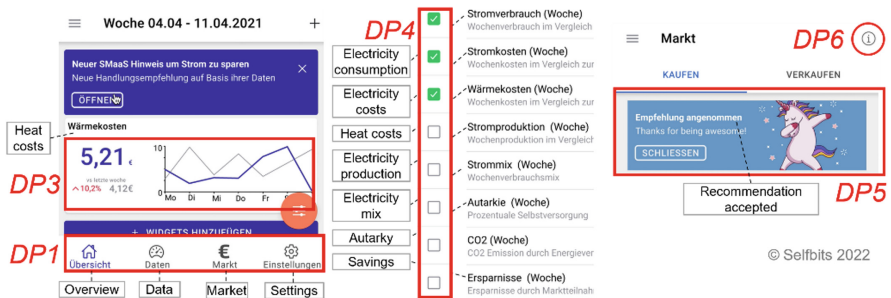 Woche 04.04 - 11.04.2021
+
Neuer SMaaS Hinweis um Strom zu sparen
Neue Handlungsempfehlung auf Basis ihrer Daten
ÖFFNEN
Heat
costs
Wärmekosten
5,21 €
vs letzte woche
10,2% 4,12€
10
5
0
Mo Di Mi Do Fr
DP3
+ WIDGETS HINZUFÜGEN
DP1
Übersicht
Daten
€
Markt
Einstellungen
Overview
Data
Market
Settings
DP4
Electricity
consumption
Electricity
costs
Heat costs
Electricity
production
Electricity
mix
Autarky
Savings
Stromverbrauch (Woche)
Wochenverbrauch im Vergleich
Stromkosten (Woche)
Wochenkosten im Vergleich zur
Wärmekosten (Woche)
Wochenkosten im Vergleich zur
Stromproduktion (Woche)
Wochenproduktion im Vergleich
Strommix (Woche)
Wochenverbrauchsmix
Autarkie (Woche)
Prozentuale Selbstversorgung
CO2 (Woche)
CO2 Emission durch Energiever
Ersparnisse (Woche)
Ersparnisse durch Marktteilnah
Markt
DP6
i
KAUFEN
VERKAUFEN
Empfehlung angenommen
Thanks for being awesome!
SCHLIESSEN
DP5
Recommendation
accepted
© Selfbits 2022